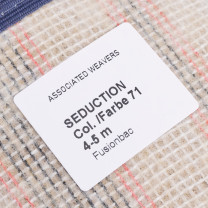 ASSOCIATED WEAVERS
SEDUCTION
Col. /Farbe 71
4-5 m
Fusionbac